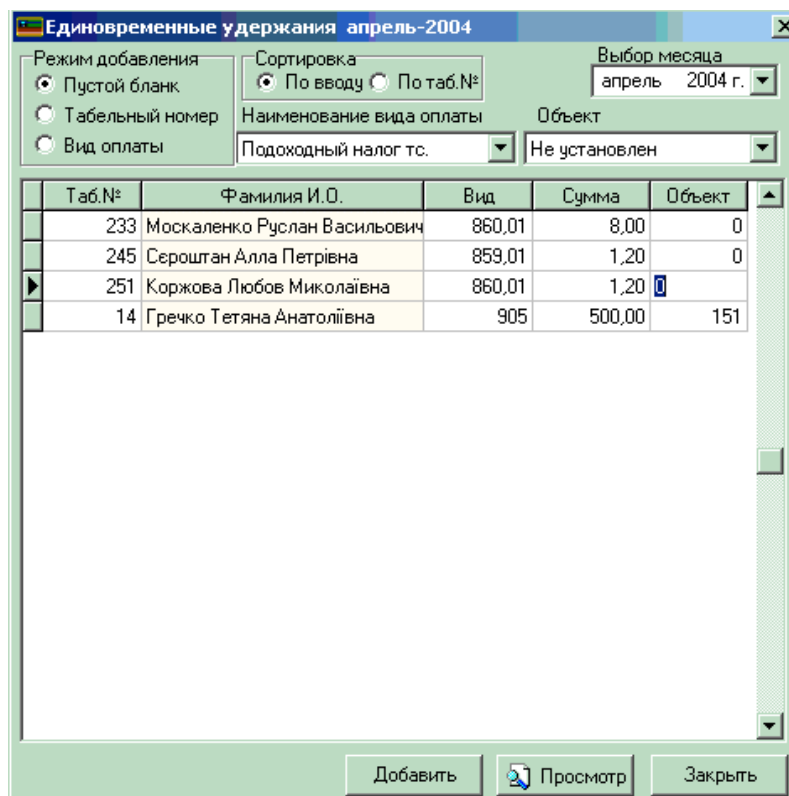 Единовременные удержания апрель-2004
Режим добавления Сортировка Выбор месяца
Пустой бланк По вводу По таб.№ апрель 2004 г.
Табельный номер Наименование вида оплаты Объект
Вид оплаты Подоходный налог тс. Не установлен
Таб.№ Фамилия И.О. Вид Сумма Объект
233 Москаленко Руслан Васильович 860,01 8,00 0
245 Сєроштан Алла Петрівна 859,01 1,20 0
251 Коржова Любов Миколаївна 860,01 1,20 0
14 Гречко Тетяна Анатоліївна 905 500,00 151
Добавить Просмотр Закрыть